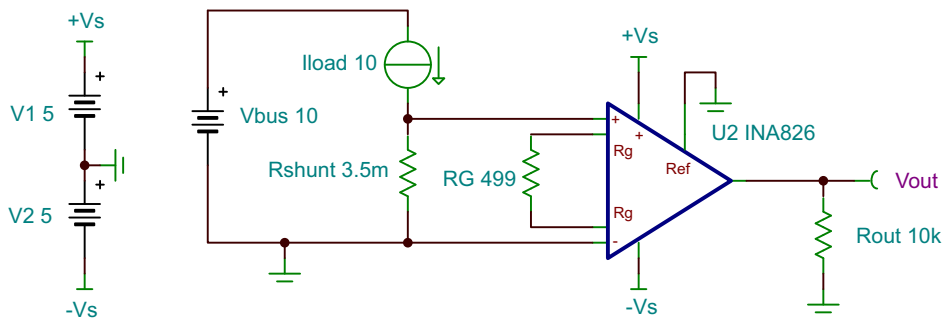 +Vs
V1 5
V2 5
-Vs
+
+
+
Vbus 10
Iload 10
Rshunt 3.5m
RG 499
+Vs
+
+
Rg
Ref
Rg
-
-Vs
U2 INA826
Vout
Rout 10k